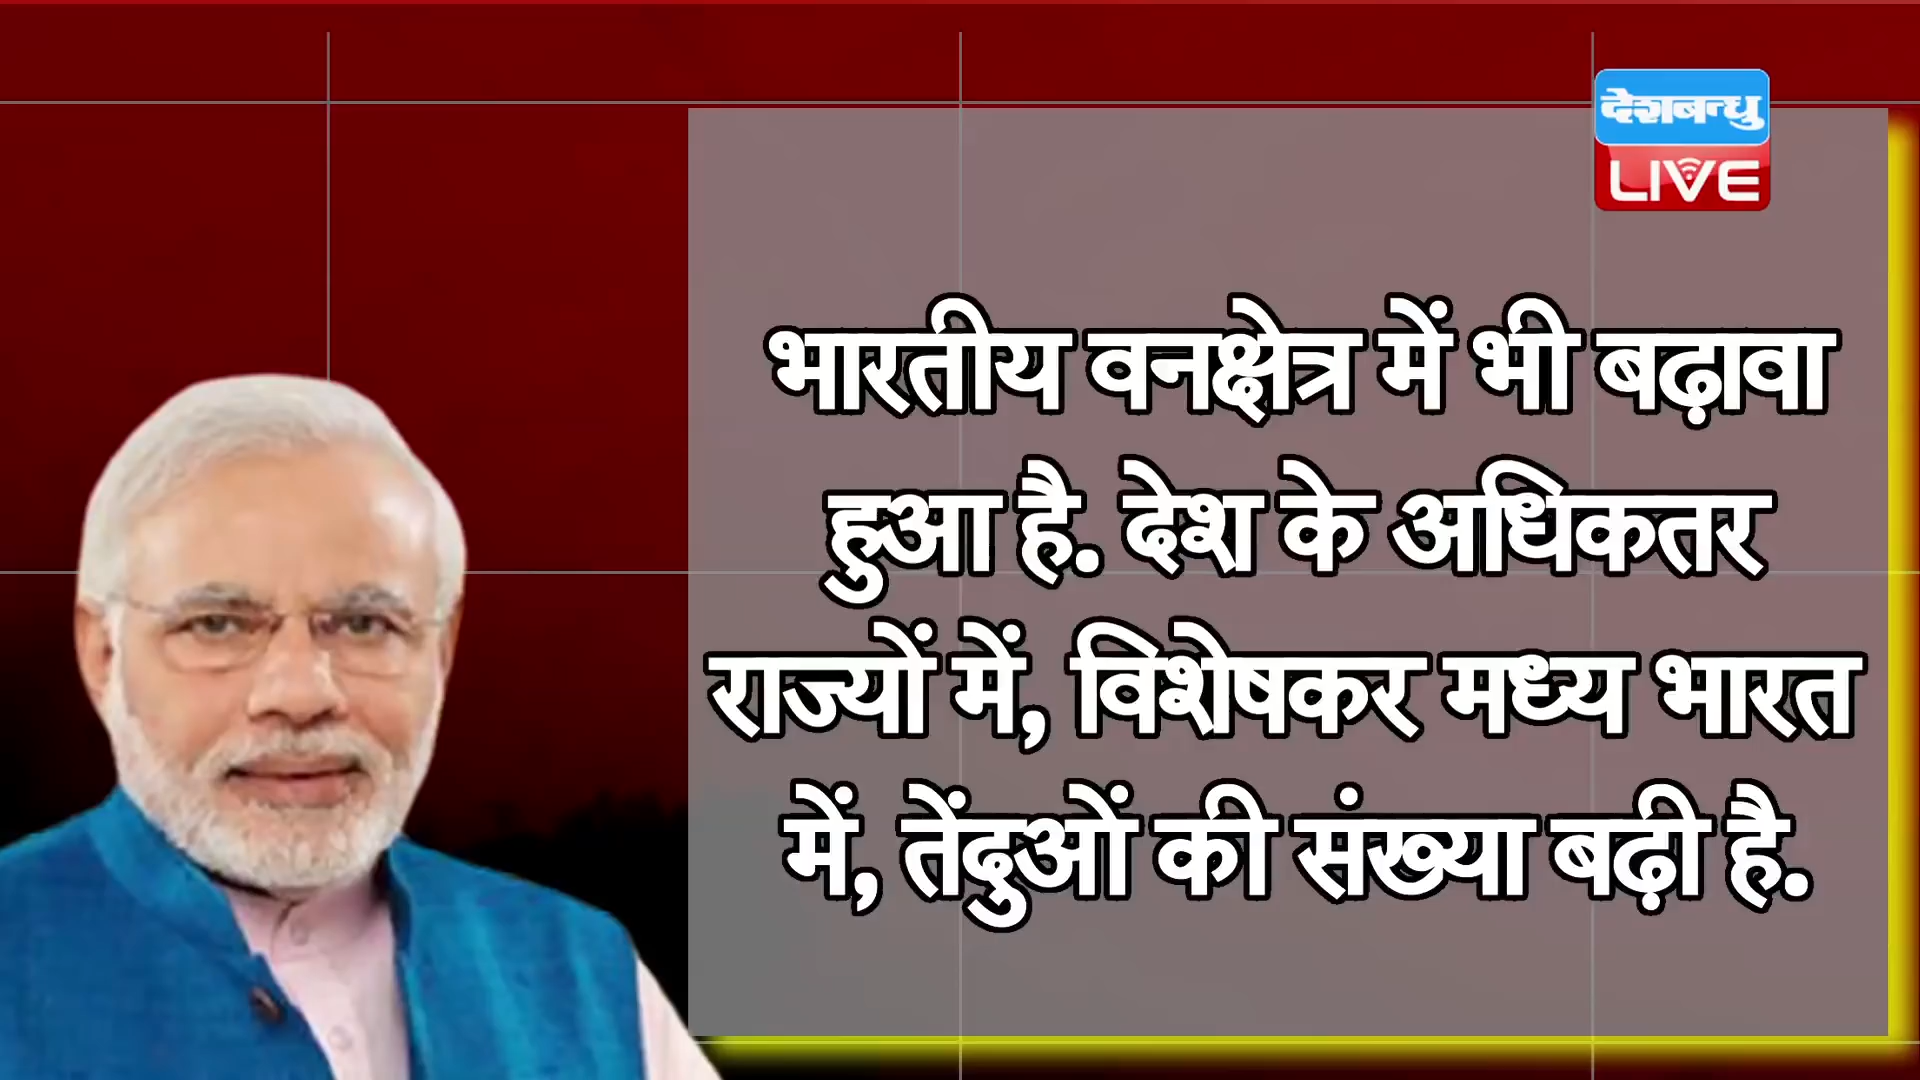 देशबन्धु
LIVE
भारतीय वनक्षेत्र में भी बढ़ावा
हुआ है. देश के अधिकतर
राज्यों में, विशेषकर मध्य भारत
में, तेंदुओं की संख्या बढ़ी है.